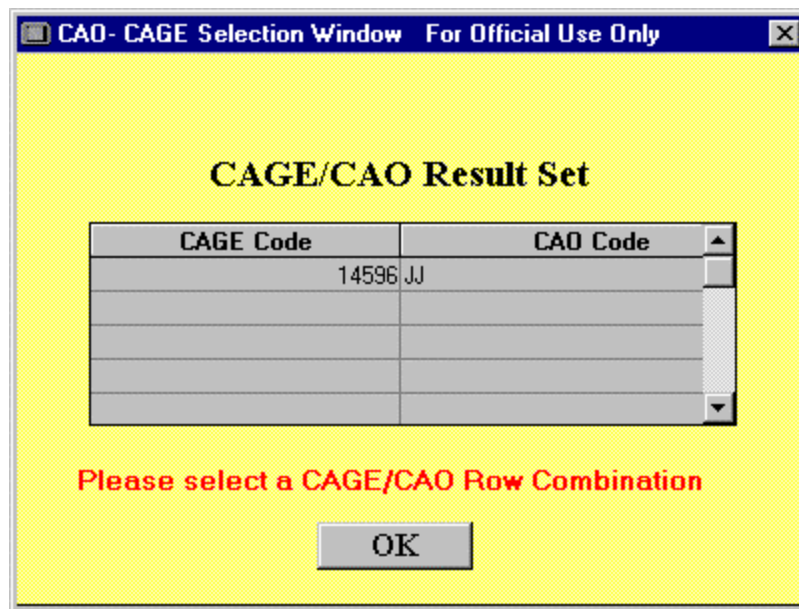 CAO- CAGE Selection Window   For Official Use Only
CAGE/CAO Result Set
CAGE Code   CAO Code
14596 JJ
Please select a CAGE/CAO Row Combination
OK